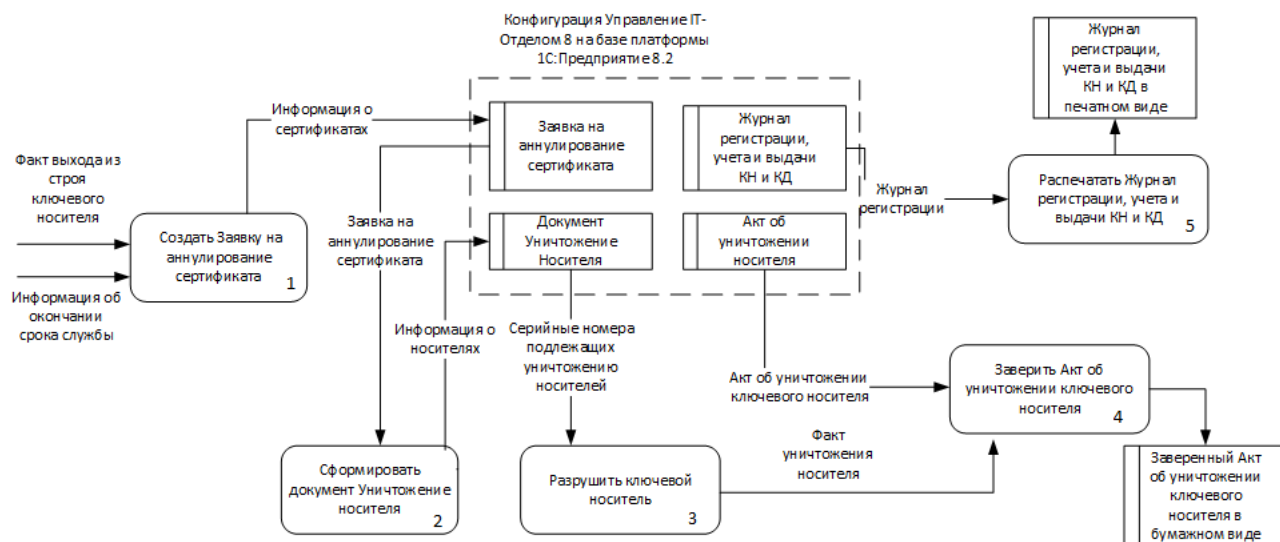 Конфигурация Управление IT-
Отделом 8 на базе платформы
1С:Предприятие 8.2
Журнал
регистрации,
учета и выдачи
КН и КД в
печатном виде
Информация о
сертификатах
Заявка на
аннулирование
сертификата
Журнал
регистрации,
учета и выдачи
КН и КД
Факт выхода из
строя
ключевого
носителя
Журнал
регистрации
Распечатать Журнал
регистрации, учета и
выдачи КН и КД
5
Создать Заявку на
аннулирование
сертификата
1
Информация об
окончании
срока службы
Заявка на
аннулирование
сертификата
Документ
Уничтожение
Носителя
Акт об
уничтожении
носителя
Информация о
носителях
Серийные номера
подлежащих
уничтожению
носителей
Акт об уничтожении
ключевого носителя
Заверить Акт об
уничтожении ключевого
носителя
4
Сформировать
документ Уничтожение
носителя
2
Разрушить ключевой
носитель
3
Факт
уничтожения
носителя
Заверенный Акт
об уничтожении
ключевого
носителя в
бумажном виде